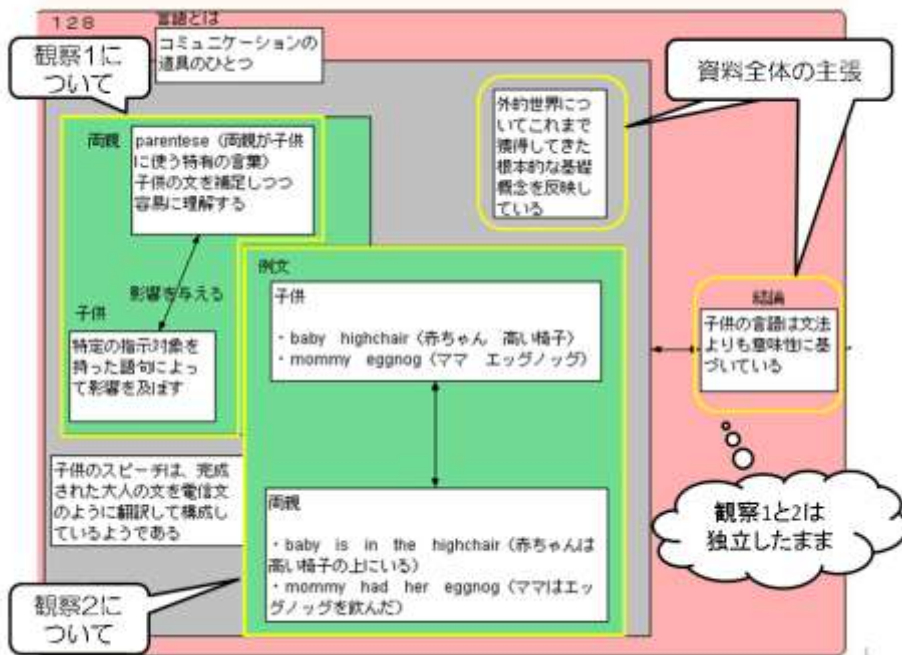 128
言語とは
コミュニケーションの
道具のひとつ
観察1に
ついて
資料全体の主張
外的世界につ
いてこれまで
獲得してきた
根本的な基礎
概念を反映し
ている
両親
parentese（両親が子供
に使う特有の言葉）
子供の文を補足しつつ
容易に理解する
影響を与える
子供
特定の指示対象を
持った語句によっ
て影響を及ぼす
例文
子供
・baby highchair（赤ちゃん 高い椅子）
・mommy eggnog（ママ エッグノッグ）
結論
子供の言語は文法
よりも意味性に基
づいている
子供のスピーチは、完成
された大人の文を電信文
のように翻訳して構成し
ているようである
両親
・baby is in the highchair（赤ちゃんは
高い椅子の上にいる）
・mommy had her eggnog（ママはエッ
グノッグを飲んだ）
観察1と2は
独立したまま
観察2に
ついて